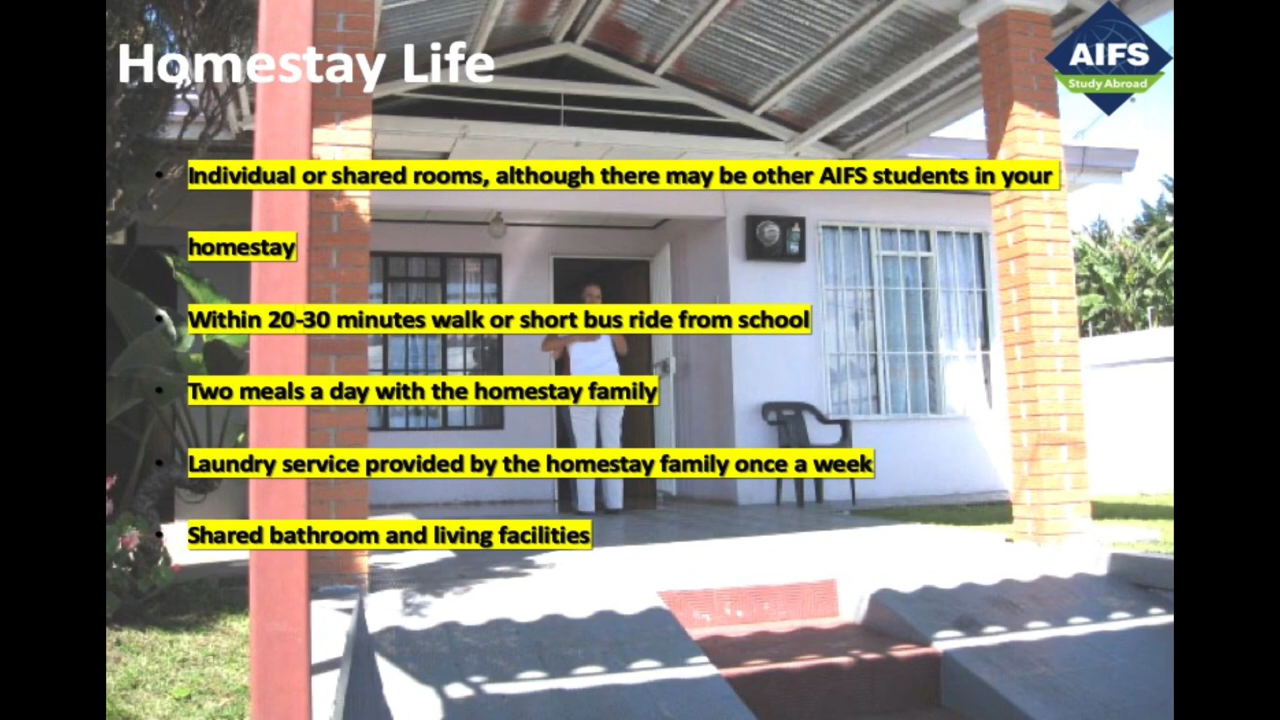 Homestay Life
AIFS
Study Abroad
• Individual or shared rooms, although there may be other AIFS students in your
homestay
• Within 20-30 minutes walk or short bus ride from school
• Two meals a day with the homestay family
• Laundry service provided by the homestay family once a week
• Shared bathroom and living facilities